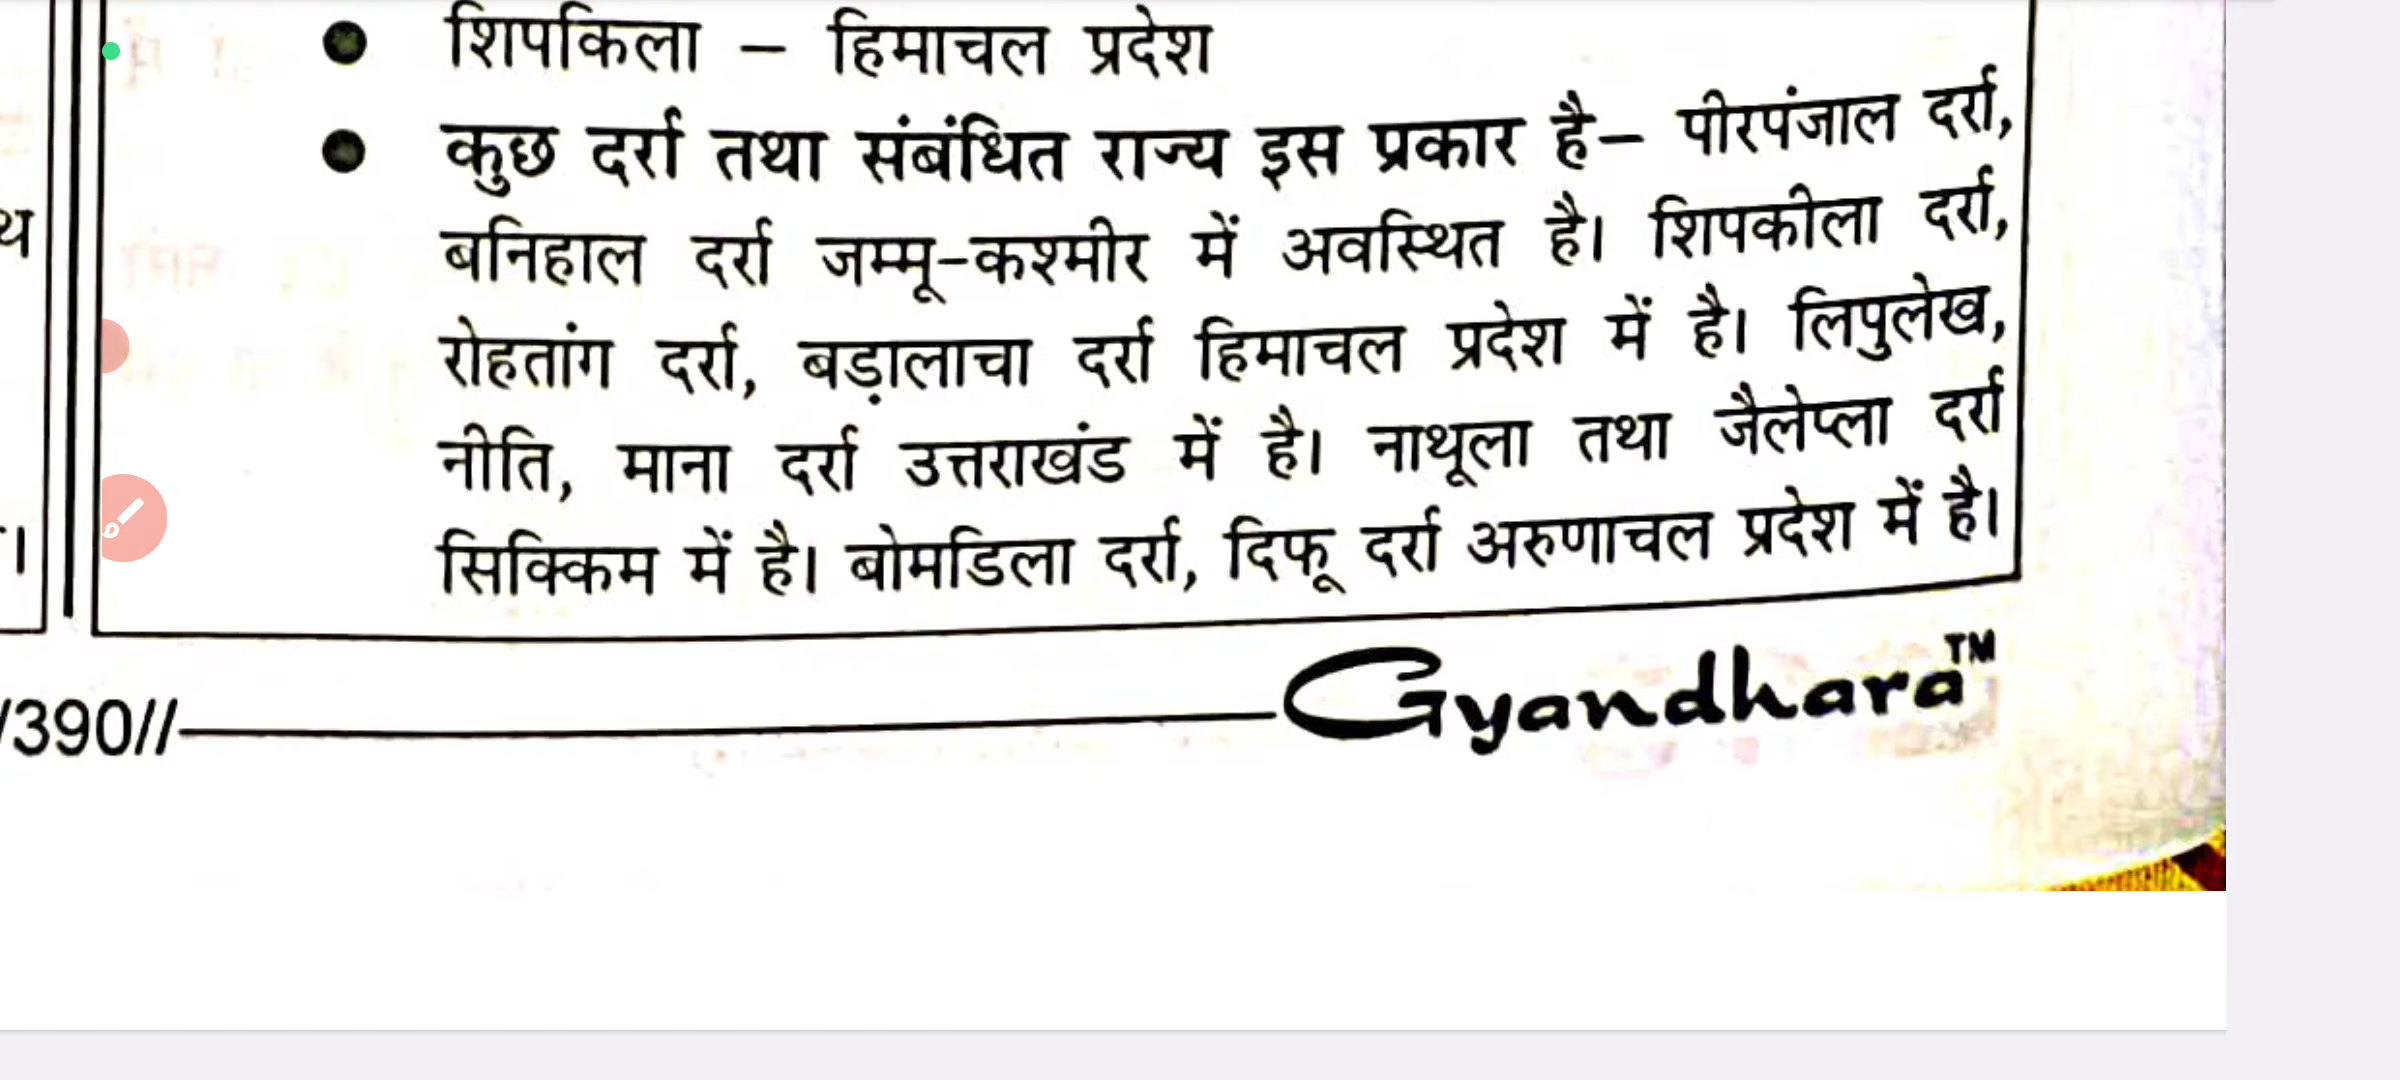 शिपकिला – हिमाचल प्रदेश
कुछ दर्रा तथा संबंधित राज्य इस प्रकार है– पीरपंजाल दर्रा,
बनिहाल दर्रा जम्मू-कश्मीर में अवस्थित है। शिपकीला दर्रा,
थ
रोहतांग दर्रा, बड़ालाचा दर्रा हिमाचल प्रदेश में है। लिपुलेख,
नीति, माना दर्रा उत्तराखंड में है। नाथूला तथा जैलेप्ला दर्रा
सिक्किम में है। बोमडिला दर्रा, दिफू दर्रा अरुणाचल प्रदेश में है।
/390//
Gyandhara™